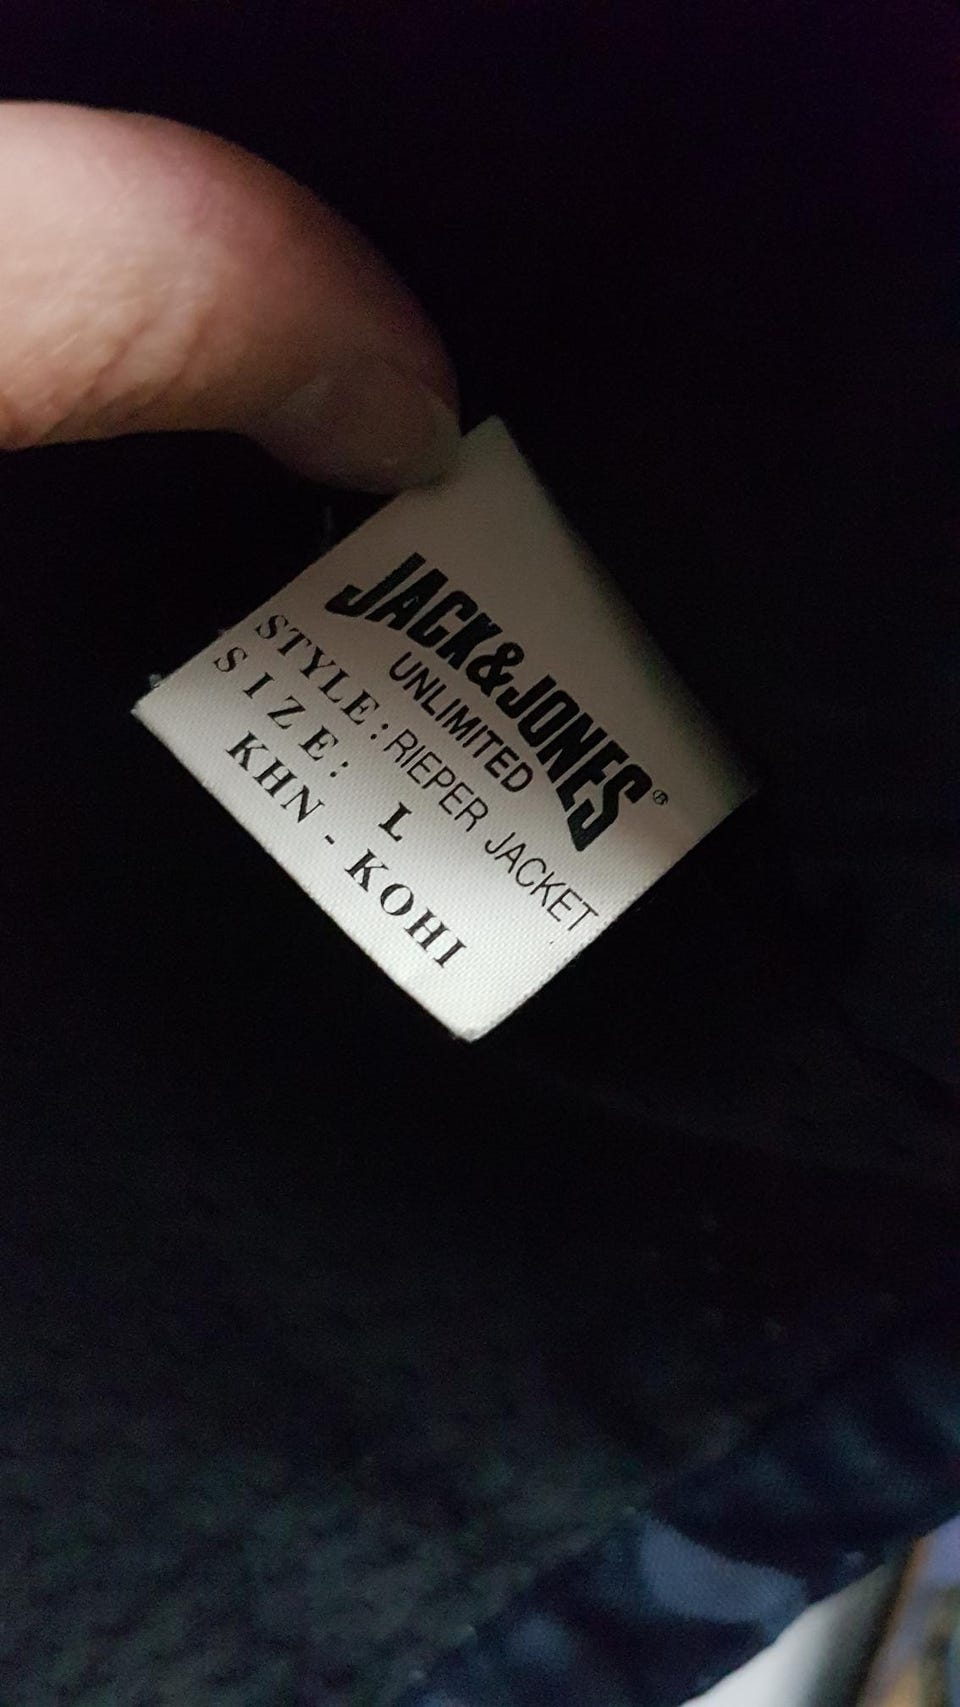 JACK&JONES®
UNLIMITED
STYLE: RIEPER JACKET
SIZE: L
KHN - KOHI